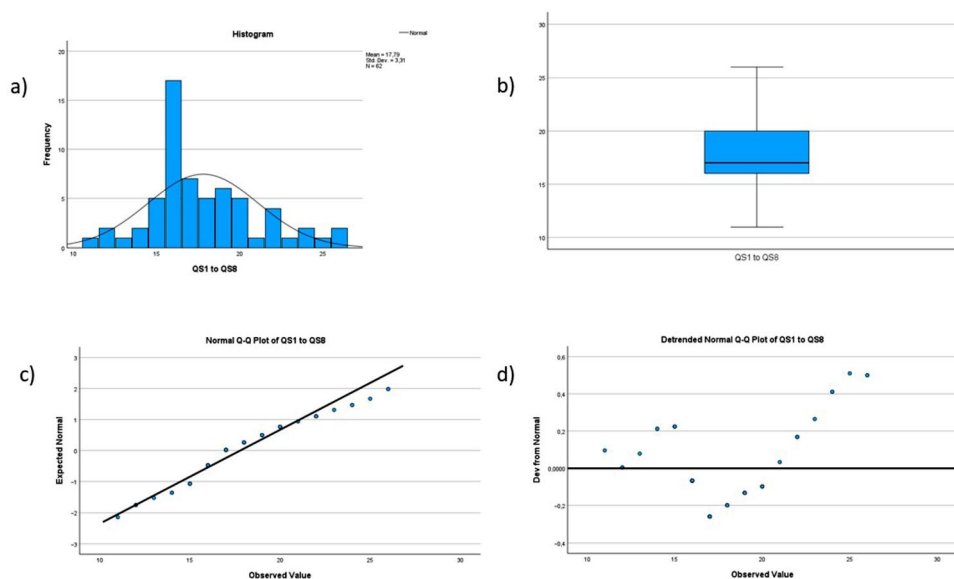 a)
Histogram
Normal
Mean = 17,79
Std. Dev. = 3,31
N = 62
20
15
10
5
0
Frequency
10 15 20 25
QS1 to QS8
b)
30
25
20
15
10
QS1 to QS8
c)
Normal Q-Q Plot of QS1 to QS8
3
2
1
0
-1
-2
-3
Expected Normal
10 15 20 25 30
Observed Value
d)
Detrended Normal Q-Q Plot of QS1 to QS8
0,6
0,4
0,2
0,0000
-0,2
-0,4
Dev from Normal
10 15 20 25 30
Observed Value